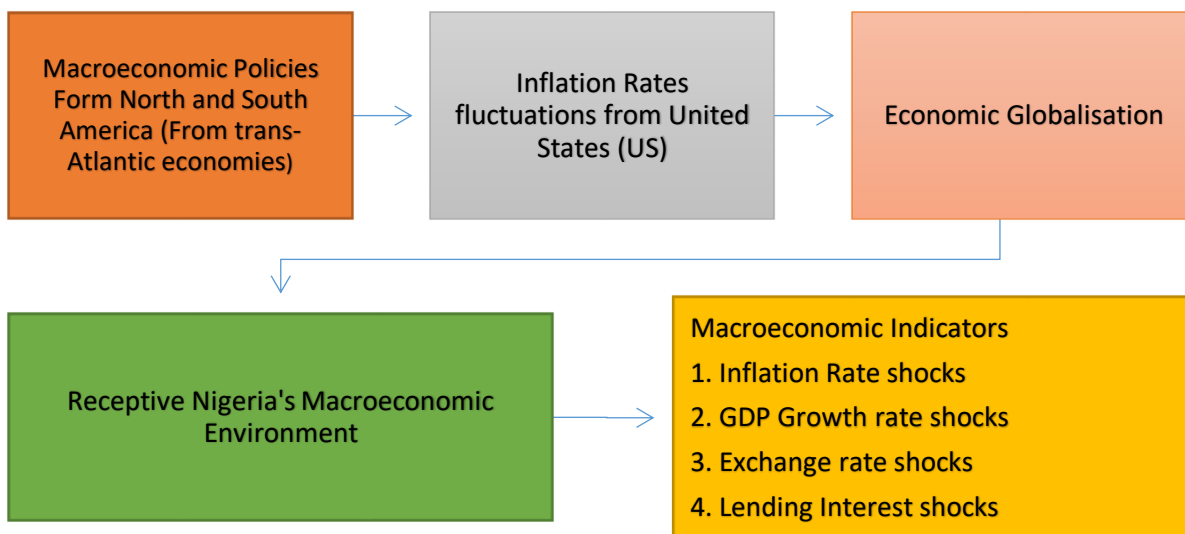 Macroeconomic Policies
Form North and South
America (From trans-
Atlantic economies)
Inflation Rates
fluctuations from United
States (US)
Economic Globalisation
Receptive Nigeria's Macroeconomic
Environment
Macroeconomic Indicators
1. Inflation Rate shocks
2. GDP Growth rate shocks
3. Exchange rate shocks
4. Lending Interest shocks